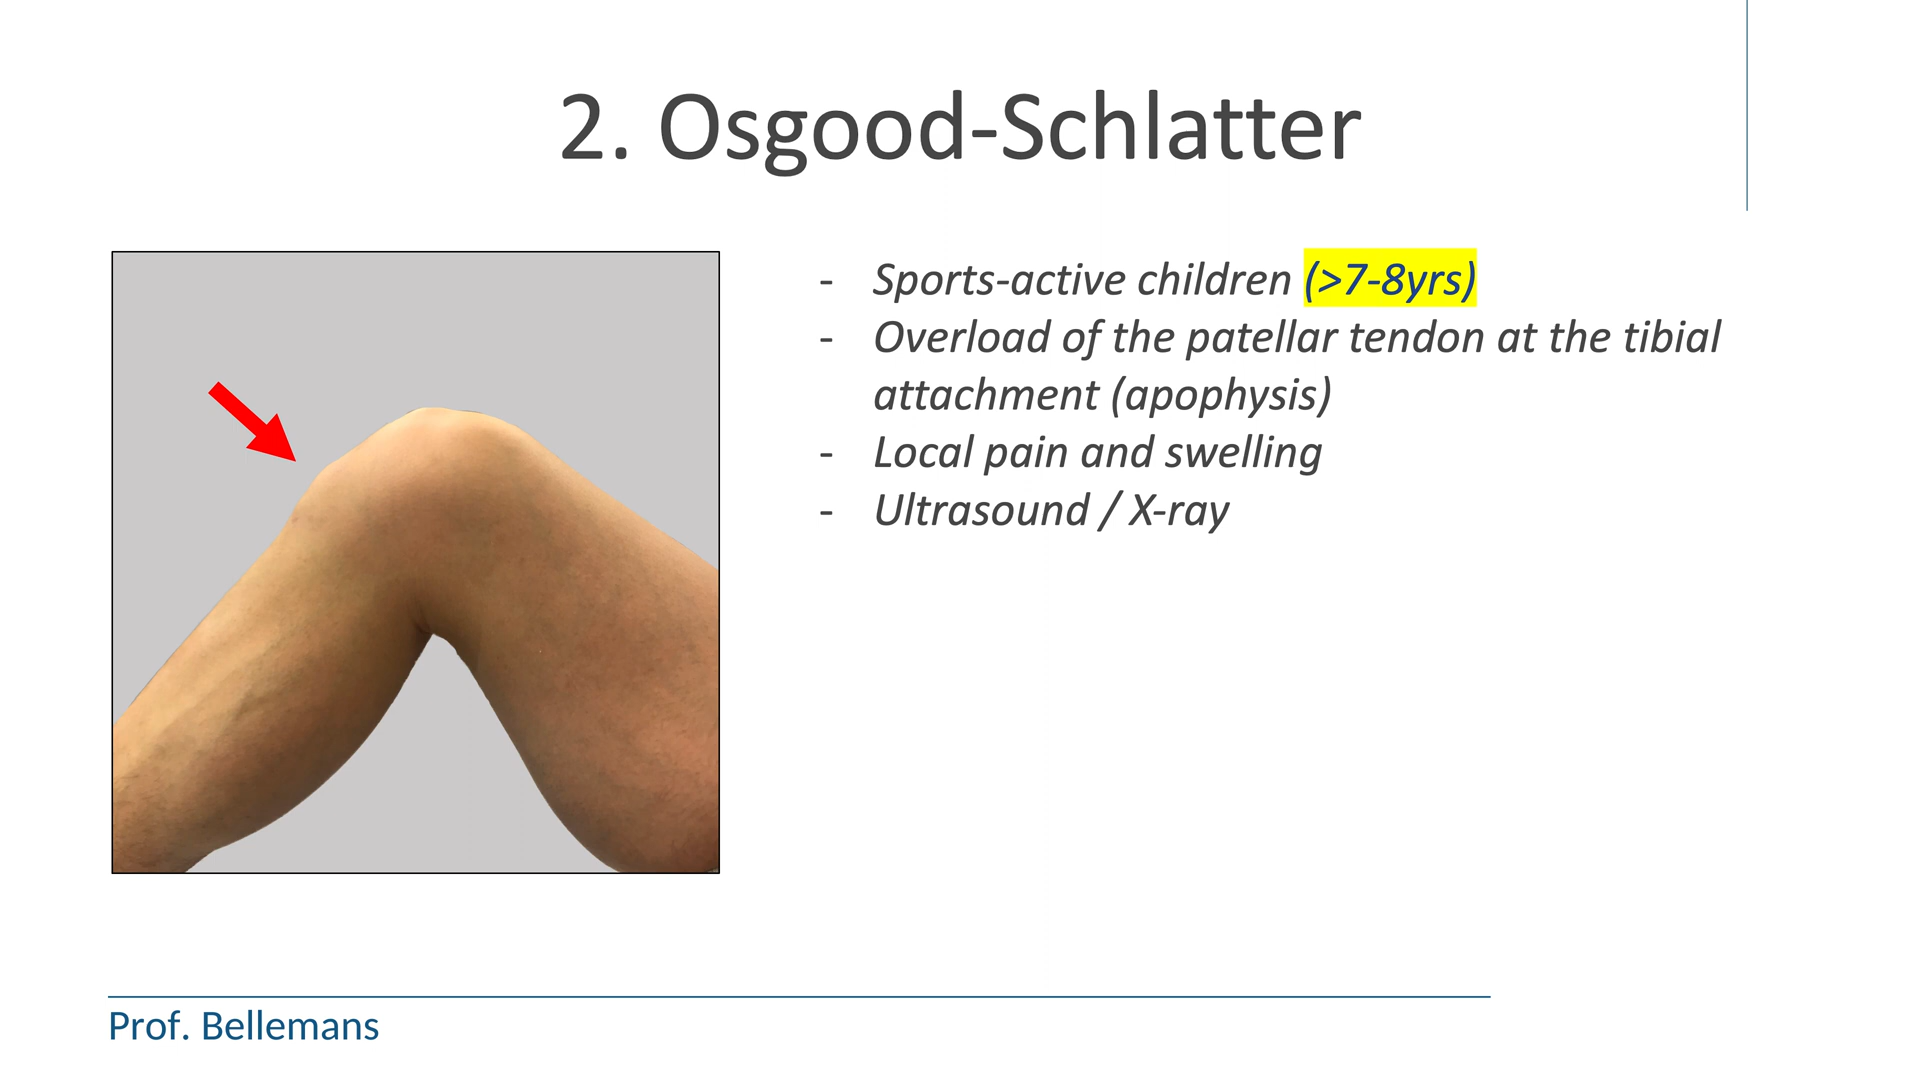 2. Osgood-Schlatter
- Sports-active children (>7-8yrs)
- Overload of the patellar tendon at the tibial
attachment (apophysis)
- Local pain and swelling
- Ultrasound / X-ray
Prof. Bellemans